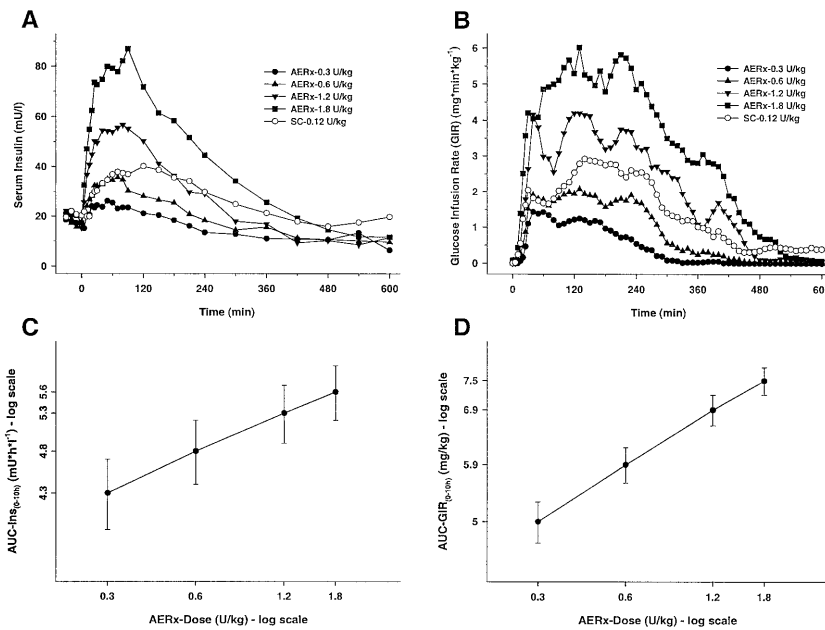 A
Serum Insulin (mU/l)
80
60
40
20
0
AERx-0.3 U/kg
AERx-0.6 U/kg
AERx-1.2 U/kg
AERx-1.8 U/kg
SC-0.12 U/kg
0 120 240 360 480 600
Time (min)
B
Glucose Infusion Rate (GIR) (mg*min*kg⁻¹)
6
5
4
3
2
1
0
AERx-0.3 U/kg
AERx-0.6 U/kg
AERx-1.2 U/kg
AERx-1.8 U/kg
SC-0.12 U/kg
0 120 240 360 480 60
Time (min)
C
AUC-Ins(0-10h) (mU*h*l⁻¹) - log scale
5.6
5.3
4.8
4.3
0.3 0.6 1.2 1.8
AERx-Dose (U/kg) - log scale
D
AUC-GIR(0-10h) (mg/kg) - log scale
7.5
6.9
5.9
5
0.3 0.6 1.2 1.8
AERx-Dose (U/kg) - log scale